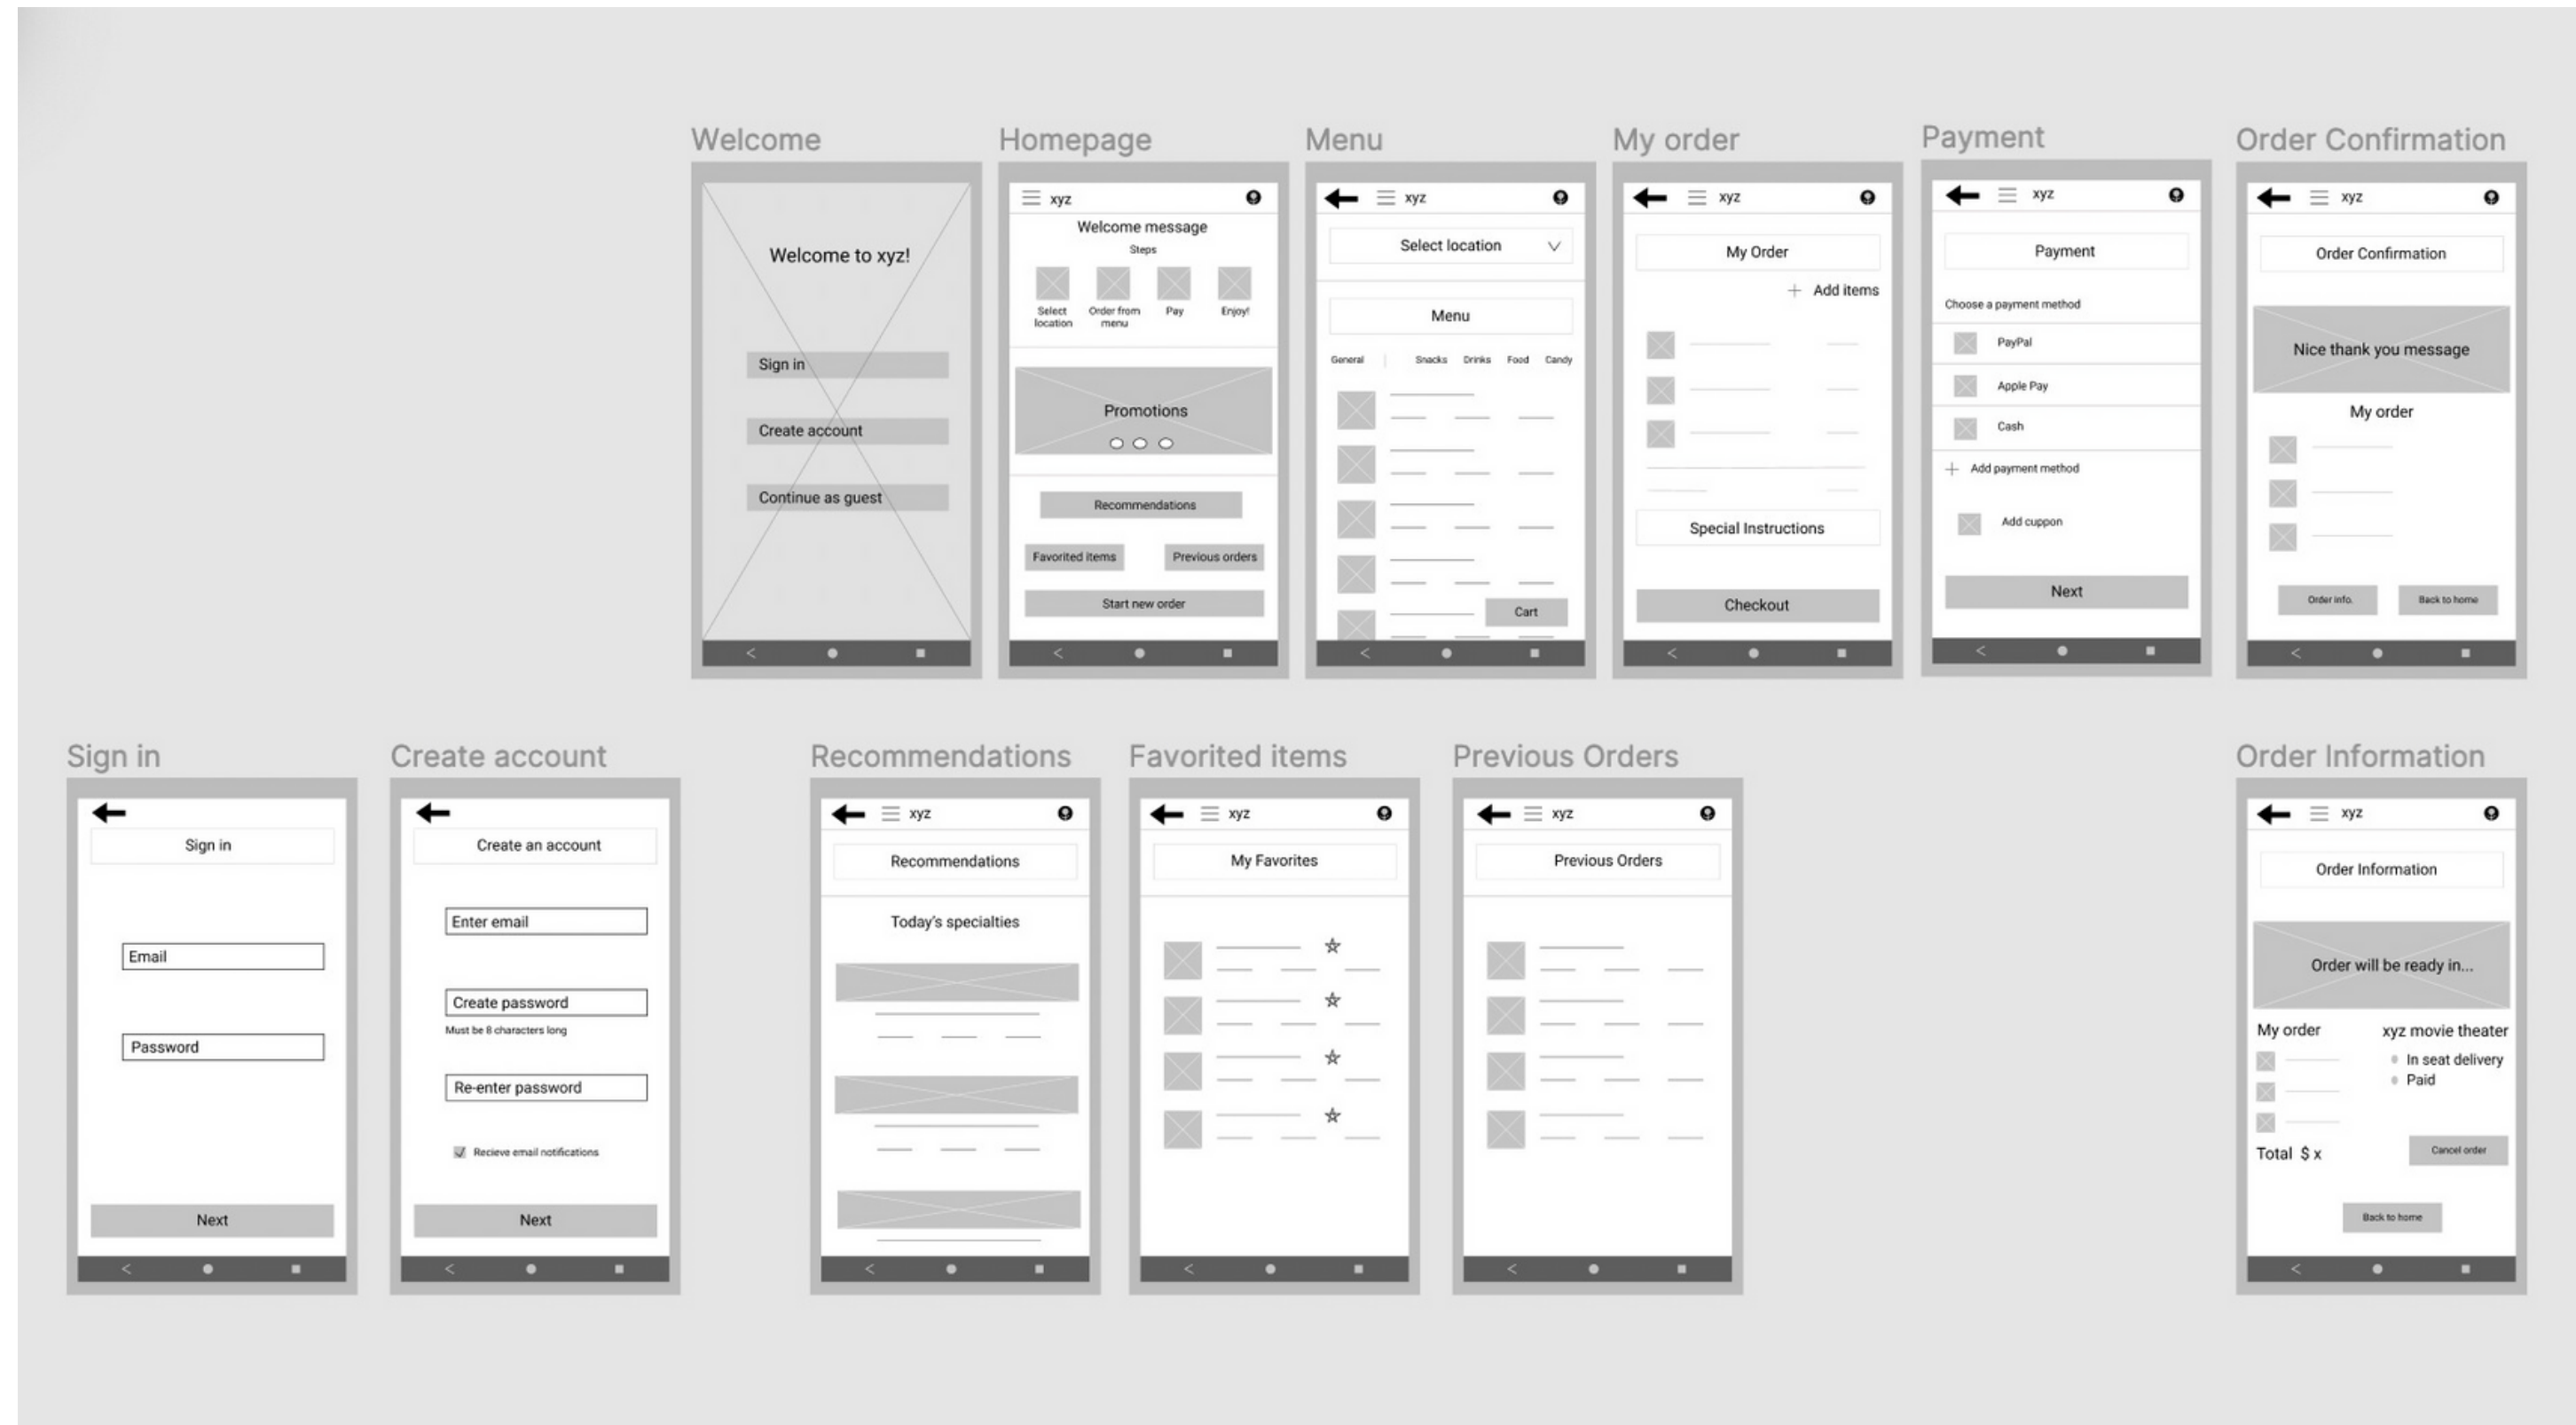 Welcome
Welcome to xyz!
Sign in
Create account
Continue as guest
Homepage
xyz
Welcome message
Steps
Select location
Order from menu
Pay
Enjoy!
Promotions
Recommendations
Favorited items
Previous orders
Start new order
Menu
xyz
Select location
Menu
General | Snacks Drinks Food Candy
Cart
My order
xyz
My Order
+ Add items
Special Instructions
Checkout
Payment
xyz
Payment
Choose a payment method
PayPal
Apple Pay
Cash
+ Add payment method
Add cuppon
Next
Order Confirmation
xyz
Order Confirmation
Nice thank you message
My order
Order info.
Back to home
Sign in
Sign in
Email
Password
Next
Create account
Create an account
Enter email
Create password
Must be 8 characters long
Re-enter password
Recieve email notifications
Next
Recommendations
xyz
Recommendations
Today's specialties
Favorited items
xyz
My Favorites
Previous Orders
xyz
Previous Orders
Order Information
xyz
Order Information
Order will be ready in...
My order
xyz movie theater
In seat delivery
Paid
Total $ x
Cancel order
Back to home